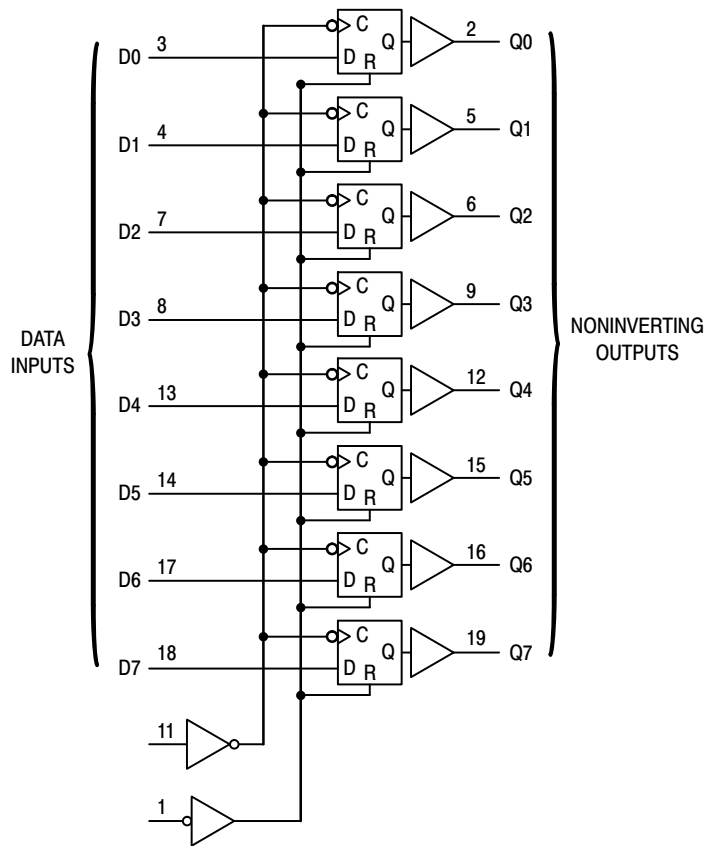 C
2
D0 3 D R Q Q0
C
5
D1 4 D R Q Q1
C
6
D2 7 D R Q Q2
C
9
D3 8 D R Q Q3
DATA
INPUTS
NONINVERTING
OUTPUTS
C
12
D4 13 D R Q Q4
C
15
D5 14 D R Q Q5
C
16
D6 17 D R Q Q6
C
19
D7 18 D R Q Q7
11
1